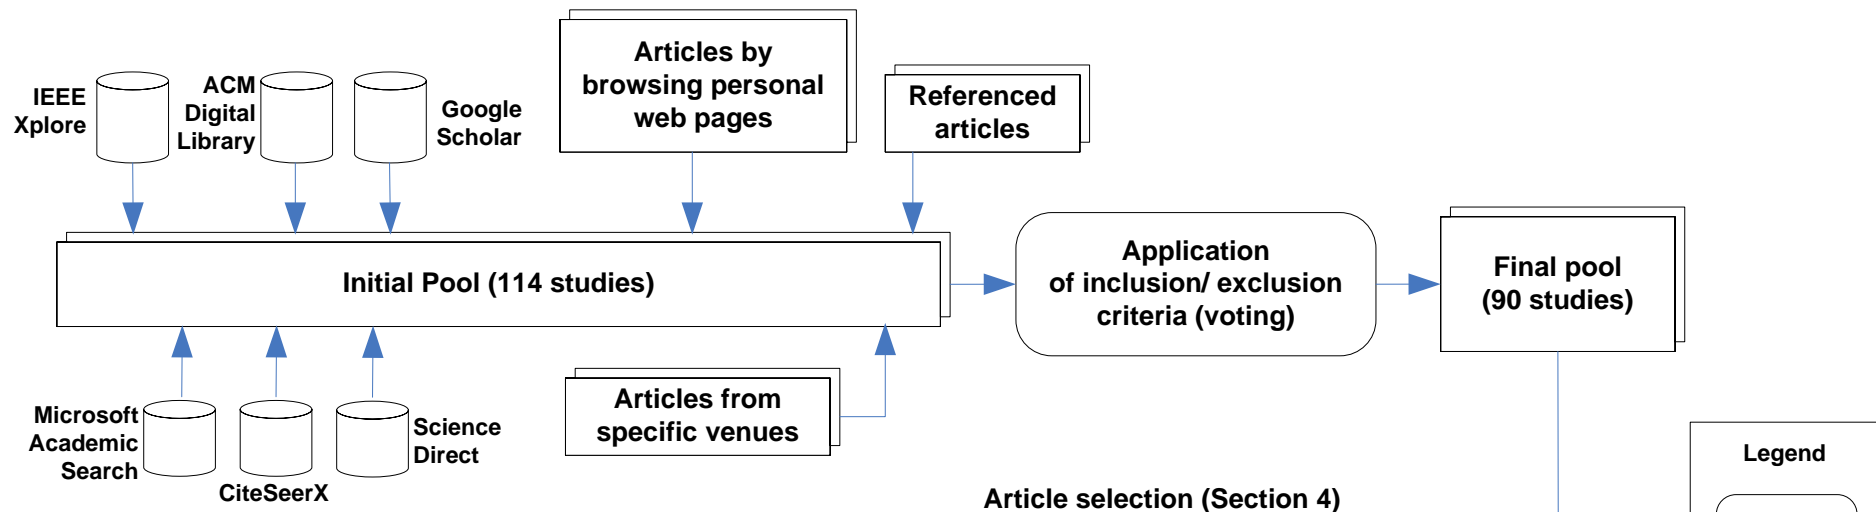 IEEE
Xplore
ACM
Digital
Library
Google
Scholar
Articles by
browsing personal
web pages
Referenced
articles
Initial Pool (114 studies)
Application
of inclusion/ exclusion
criteria (voting)
Final pool
(90 studies)
Microsoft
Academic
Search
CiteSeerX
Science
Direct
Articles from
specific venues
Article selection (Section 4)
Legend